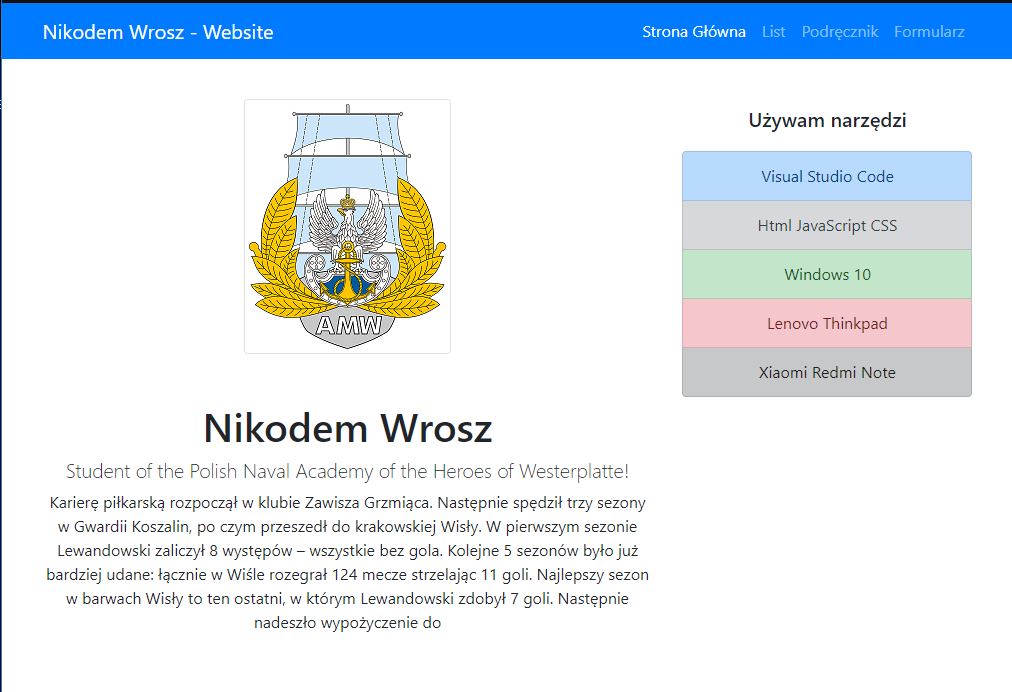 Nikodem Wrosz - Website
Strona Główna List Podręcznik Formularz
AMW
Nikodem Wrosz
Student of the Polish Naval Academy of the Heroes of Westerplatte!
Karierę piłkarską rozpoczął w klubie Zawisza Grzmiąca. Następnie spędził trzy sezony
w Gwardii Koszalin, po czym przeszedł do krakowskiej Wisły. W pierwszym sezonie
Lewandowski zaliczył 8 występów – wszystkie bez gola. Kolejne 5 sezonów było już
bardziej udane: łącznie w Wiśle rozegrał 124 mecze strzelając 11 goli. Najlepszy sezon
w barwach Wisły to ten ostatni, w którym Lewandowski zdobył 7 goli. Następnie
nadeszło wypożyczenie do
Używam narzędzi
Visual Studio Code
Html JavaScript CSS
Windows 10
Lenovo Thinkpad
Xiaomi Redmi Note